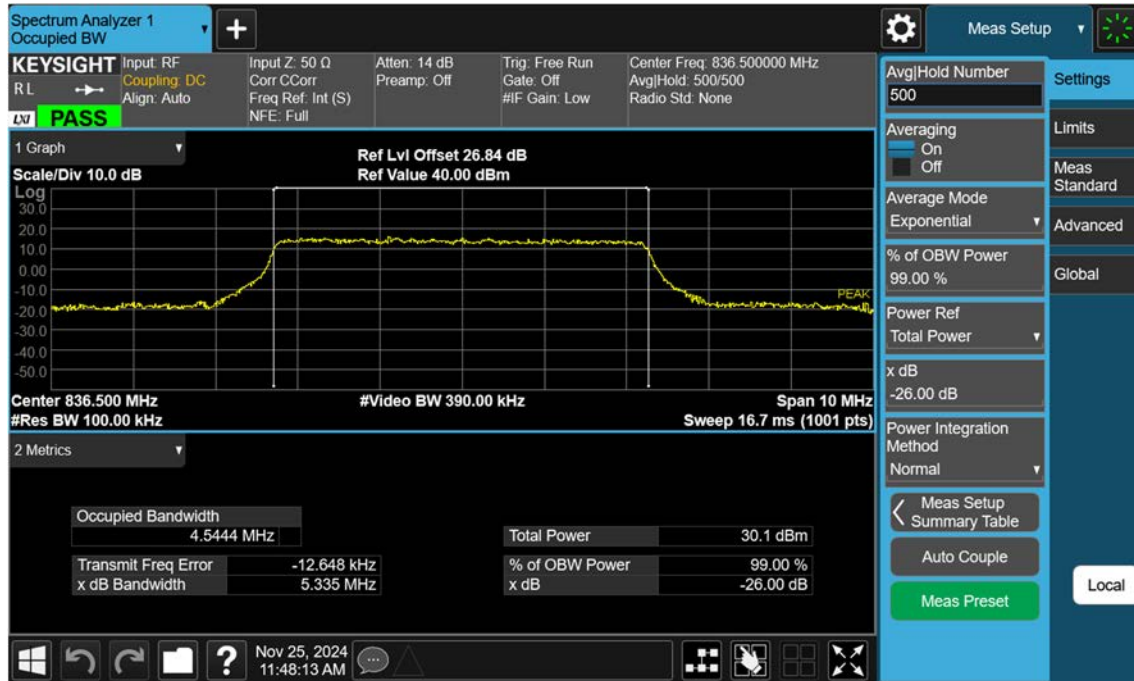 Spectrum Analyzer 1
Occupied BW
Meas Setup
KEYSIGHT
RL
LXI
PASS
Input: RF
Coupling: DC
Align: Auto
Input Z: 50 Ω
Corr CCorr
Freq Ref: Int (S)
NFE: Full
Atten: 14 dB
Preamp: Off
Trig: Free Run
Gate: Off
#IF Gain: Low
Center Freq: 836.500000 MHz
Avg|Hold: 500/500
Radio Std: None
1 Graph
Scale/Div 10.0 dB
Ref Lvl Offset 26.84 dB
Ref Value 40.00 dBm
Log
30.0
20.0
10.0
0.00
-10.0
-20.0
-30.0
-40.0
-50.0
PEAK
Center 836.500 MHz
#Video BW 390.00 kHz
Span 10 MHz
#Res BW 100.00 kHz
Sweep 16.7 ms (1001 pts)
2 Metrics
Occupied Bandwidth
4.5444 MHz
Total Power 30.1 dBm
Transmit Freq Error -12.648 kHz
% of OBW Power 99.00 %
x dB Bandwidth 5.335 MHz
x dB -26.00 dB
Avg|Hold Number
500
Averaging
On
Off
Average Mode
Exponential
% of OBW Power
99.00 %
Power Ref
Total Power
x dB
-26.00 dB
Power Integration
Method
Normal
Meas Setup
Summary Table
Auto Couple
Meas Preset
Settings
Limits
Meas
Standard
Advanced
Global
Local
?
Nov 25, 2024
11:48:13 AM